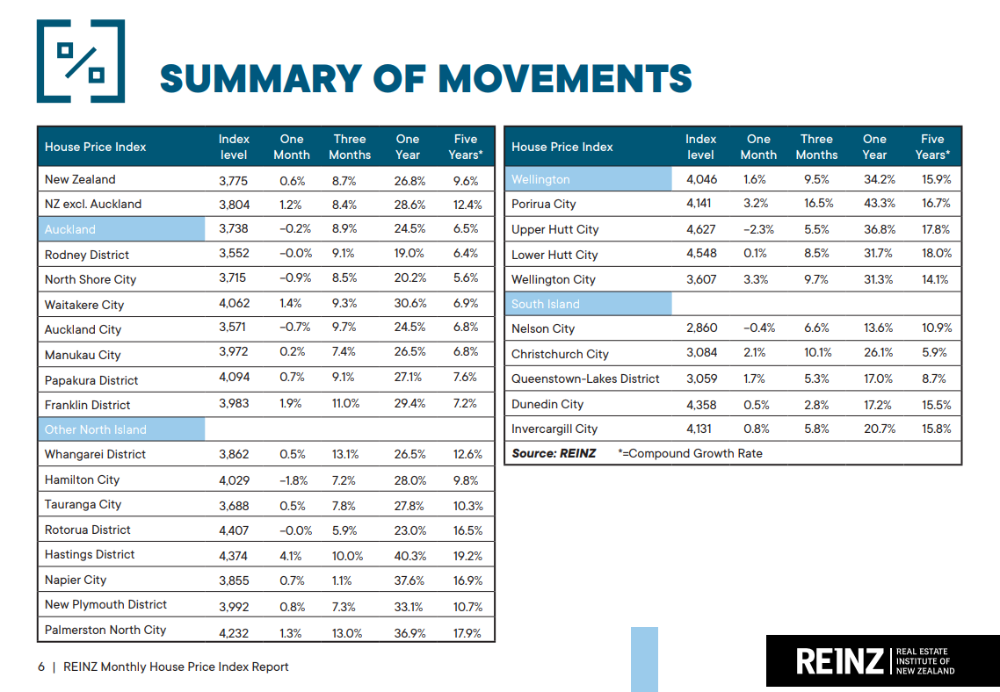 %
SUMMARY OF MOVEMENTS
House Price Index Index level One Month Three Months One Year Five Years*
New Zealand 3,775 0.6% 8.7% 26.8% 9.6%
NZ excl. Auckland 3,804 1.2% 8.4% 28.6% 12.4%
Auckland 3,738 –0.2% 8.9% 24.5% 6.5%
Rodney District 3,552 –0.0% 9.1% 19.0% 6.4%
North Shore City 3,715 –0.9% 8.5% 20.2% 5.6%
Waitakere City 4,062 1.4% 9.3% 30.6% 6.9%
Auckland City 3,571 –0.7% 9.7% 24.5% 6.8%
Manukau City 3,972 0.2% 7.4% 26.5% 6.8%
Papakura District 4,094 0.7% 9.1% 27.1% 7.6%
Franklin District 3,983 1.9% 11.0% 29.4% 7.2%
Other North Island
Whangarei District 3,862 0.5% 13.1% 26.5% 12.6%
Hamilton City 4,029 –1.8% 7.2% 28.0% 9.8%
Tauranga City 3,688 0.5% 7.8% 27.8% 10.3%
Rotorua District 4,407 –0.0% 5.9% 23.0% 16.5%
Hastings District 4,374 4.1% 10.0% 40.3% 19.2%
Napier City 3,855 0.7% 1.1% 37.6% 16.9%
New Plymouth District 3,992 0.8% 7.3% 33.1% 10.7%
Palmerston North City 4,232 1.3% 13.0% 36.9% 17.9%
House Price Index Index level One Month Three Months One Year Five Years*
Wellington 4,046 1.6% 9.5% 34.2% 15.9%
Porirua City 4,141 3.2% 16.5% 43.3% 16.7%
Upper Hutt City 4,627 –2.3% 5.5% 36.8% 17.8%
Lower Hutt City 4,548 0.1% 8.5% 31.7% 18.0%
Wellington City 3,607 3.3% 9.7% 31.3% 14.1%
South Island
Nelson City 2,860 –0.4% 6.6% 13.6% 10.9%
Christchurch City 3,084 2.1% 10.1% 26.1% 5.9%
Queenstown-Lakes District 3,059 1.7% 5.3% 17.0% 8.7%
Dunedin City 4,358 0.5% 2.8% 17.2% 15.5%
Invercargill City 4,131 0.8% 5.8% 20.7% 15.8%
Source: REINZ *=Compound Growth Rate
6 | REINZ Monthly House Price Index Report
REINZ
REAL ESTATE
INSTITUTE OF
NEW ZEALAND